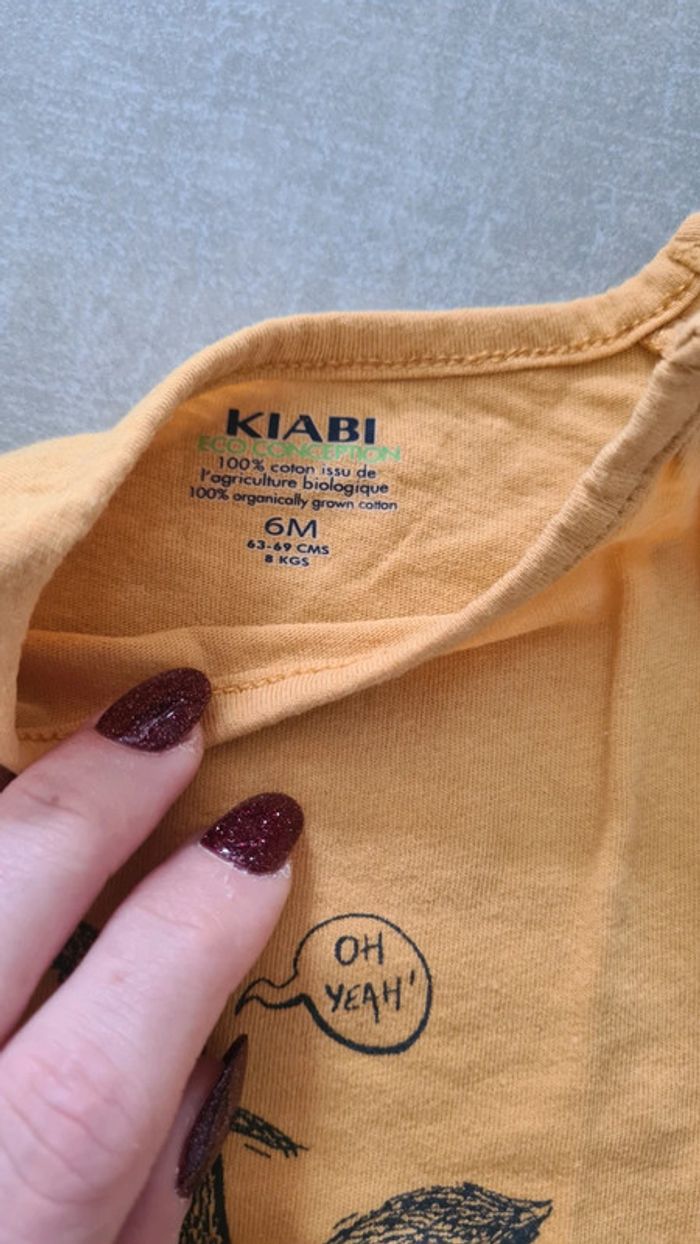 KIABI
ECO CONCEPTION
100% coton issu de
l'agriculture biologique
100% organically grown cotton
6M
63-69 CMS
8 KGS
OH
YEAH'